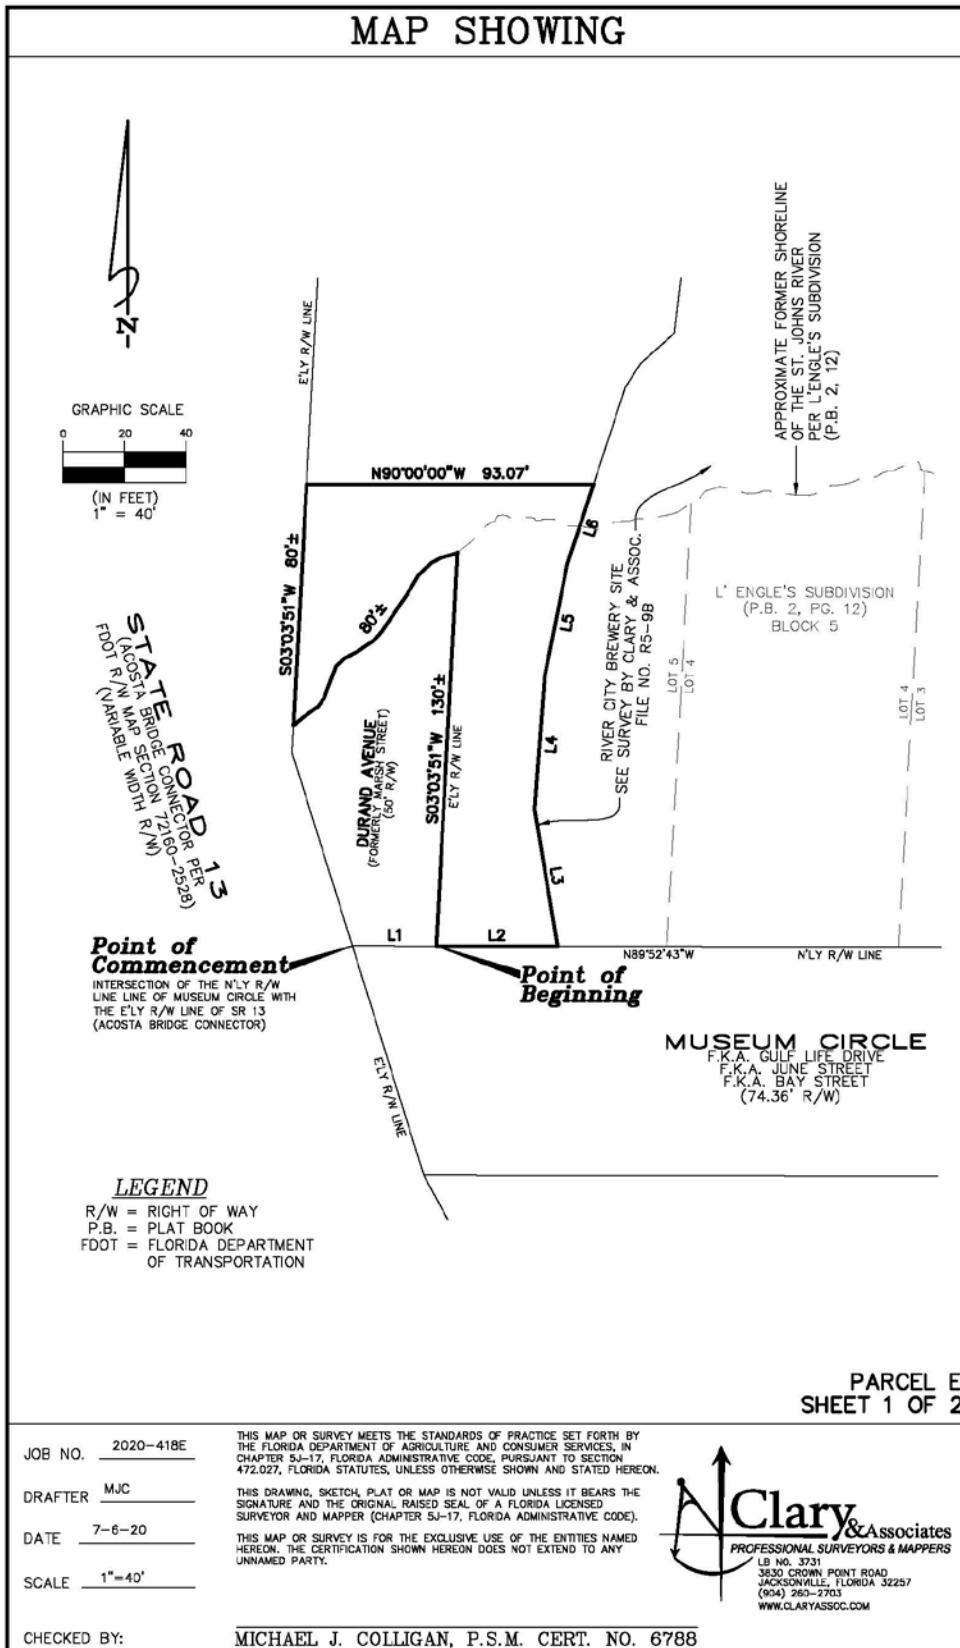 MAP SHOWING
-N-
GRAPHIC SCALE
0 20 40
(IN FEET)
1" = 40'
E'LY R/W LINE
APPROXIMATE FORMER SHORELINE
OF THE ST. JOHNS RIVER
PER L'ENGLE'S SUBDIVISION
(P.B. 2, 12)
N90°00'00"W 93.07'
S03°03'51"W 80'±
80'±
S03°03'51"W 130'±
E'LY R/W LINE
DURAND AVENUE
(FORMERLY MARSH STREET)
(50' R/W)
L6
L5
L4
L3
RIVER CITY BREWERY SITE
SEE SURVEY BY CLARY & ASSOC.
FILE NO. R5-9B
L' ENGLE'S SUBDIVISION
(P.B. 2, PG. 12)
BLOCK 5
LOT 5
LOT 4
LOT 4
LOT 3
STATE ROAD 13
(ACOSTA BRIDGE CONNECTOR PER
FDOT R/W MAP SECTION 72160-2528)
(VARIABLE WIDTH R/W)
L1
L2
N89°52'43"W
N'LY R/W LINE
Point of
Commencement
INTERSECTION OF THE N'LY R/W
LINE LINE OF MUSEUM CIRCLE WITH
THE E'LY R/W LINE OF SR 13
(ACOSTA BRIDGE CONNECTOR)
Point of
Beginning
E'LY R/W LINE
MUSEUM CIRCLE
F.K.A. GULF LIFE DRIVE
F.K.A. JUNE STREET
F.K.A. BAY STREET
(74.36' R/W)
LEGEND
R/W = RIGHT OF WAY
P.B. = PLAT BOOK
FDOT = FLORIDA DEPARTMENT
OF TRANSPORTATION
PARCEL E
SHEET 1 OF 2
JOB NO. 2020-418E
DRAFTER MJC
DATE 7-6-20
SCALE 1"=40'
CHECKED BY:
THIS MAP OR SURVEY MEETS THE STANDARDS OF PRACTICE SET FORTH BY
THE FLORIDA DEPARTMENT OF AGRICULTURE AND CONSUMER SERVICES, IN
CHAPTER 5J-17, FLORIDA ADMINISTRATIVE CODE, PURSUANT TO SECTION
472.027, FLORIDA STATUTES, UNLESS OTHERWISE SHOWN AND STATED HEREON.
THIS DRAWING, SKETCH, PLAT OR MAP IS NOT VALID UNLESS IT BEARS THE
SIGNATURE AND THE ORIGINAL RAISED SEAL OF A FLORIDA LICENSED
SURVEYOR AND MAPPER (CHAPTER 5J-17, FLORIDA ADMINISTRATIVE CODE).
THIS MAP OR SURVEY IS FOR THE EXCLUSIVE USE OF THE ENTITIES NAMED
HEREON. THE CERTIFICATION SHOWN HEREON DOES NOT EXTEND TO ANY
UNNAMED PARTY.
MICHAEL J. COLLIGAN, P.S.M. CERT. NO. 6788
Clary
& Associates
PROFESSIONAL SURVEYORS & MAPPERS
LB NO. 3731
3830 CROWN POINT ROAD
JACKSONVILLE, FLORIDA 32257
(904) 260-2703
WWW.CLARYASSOC.COM